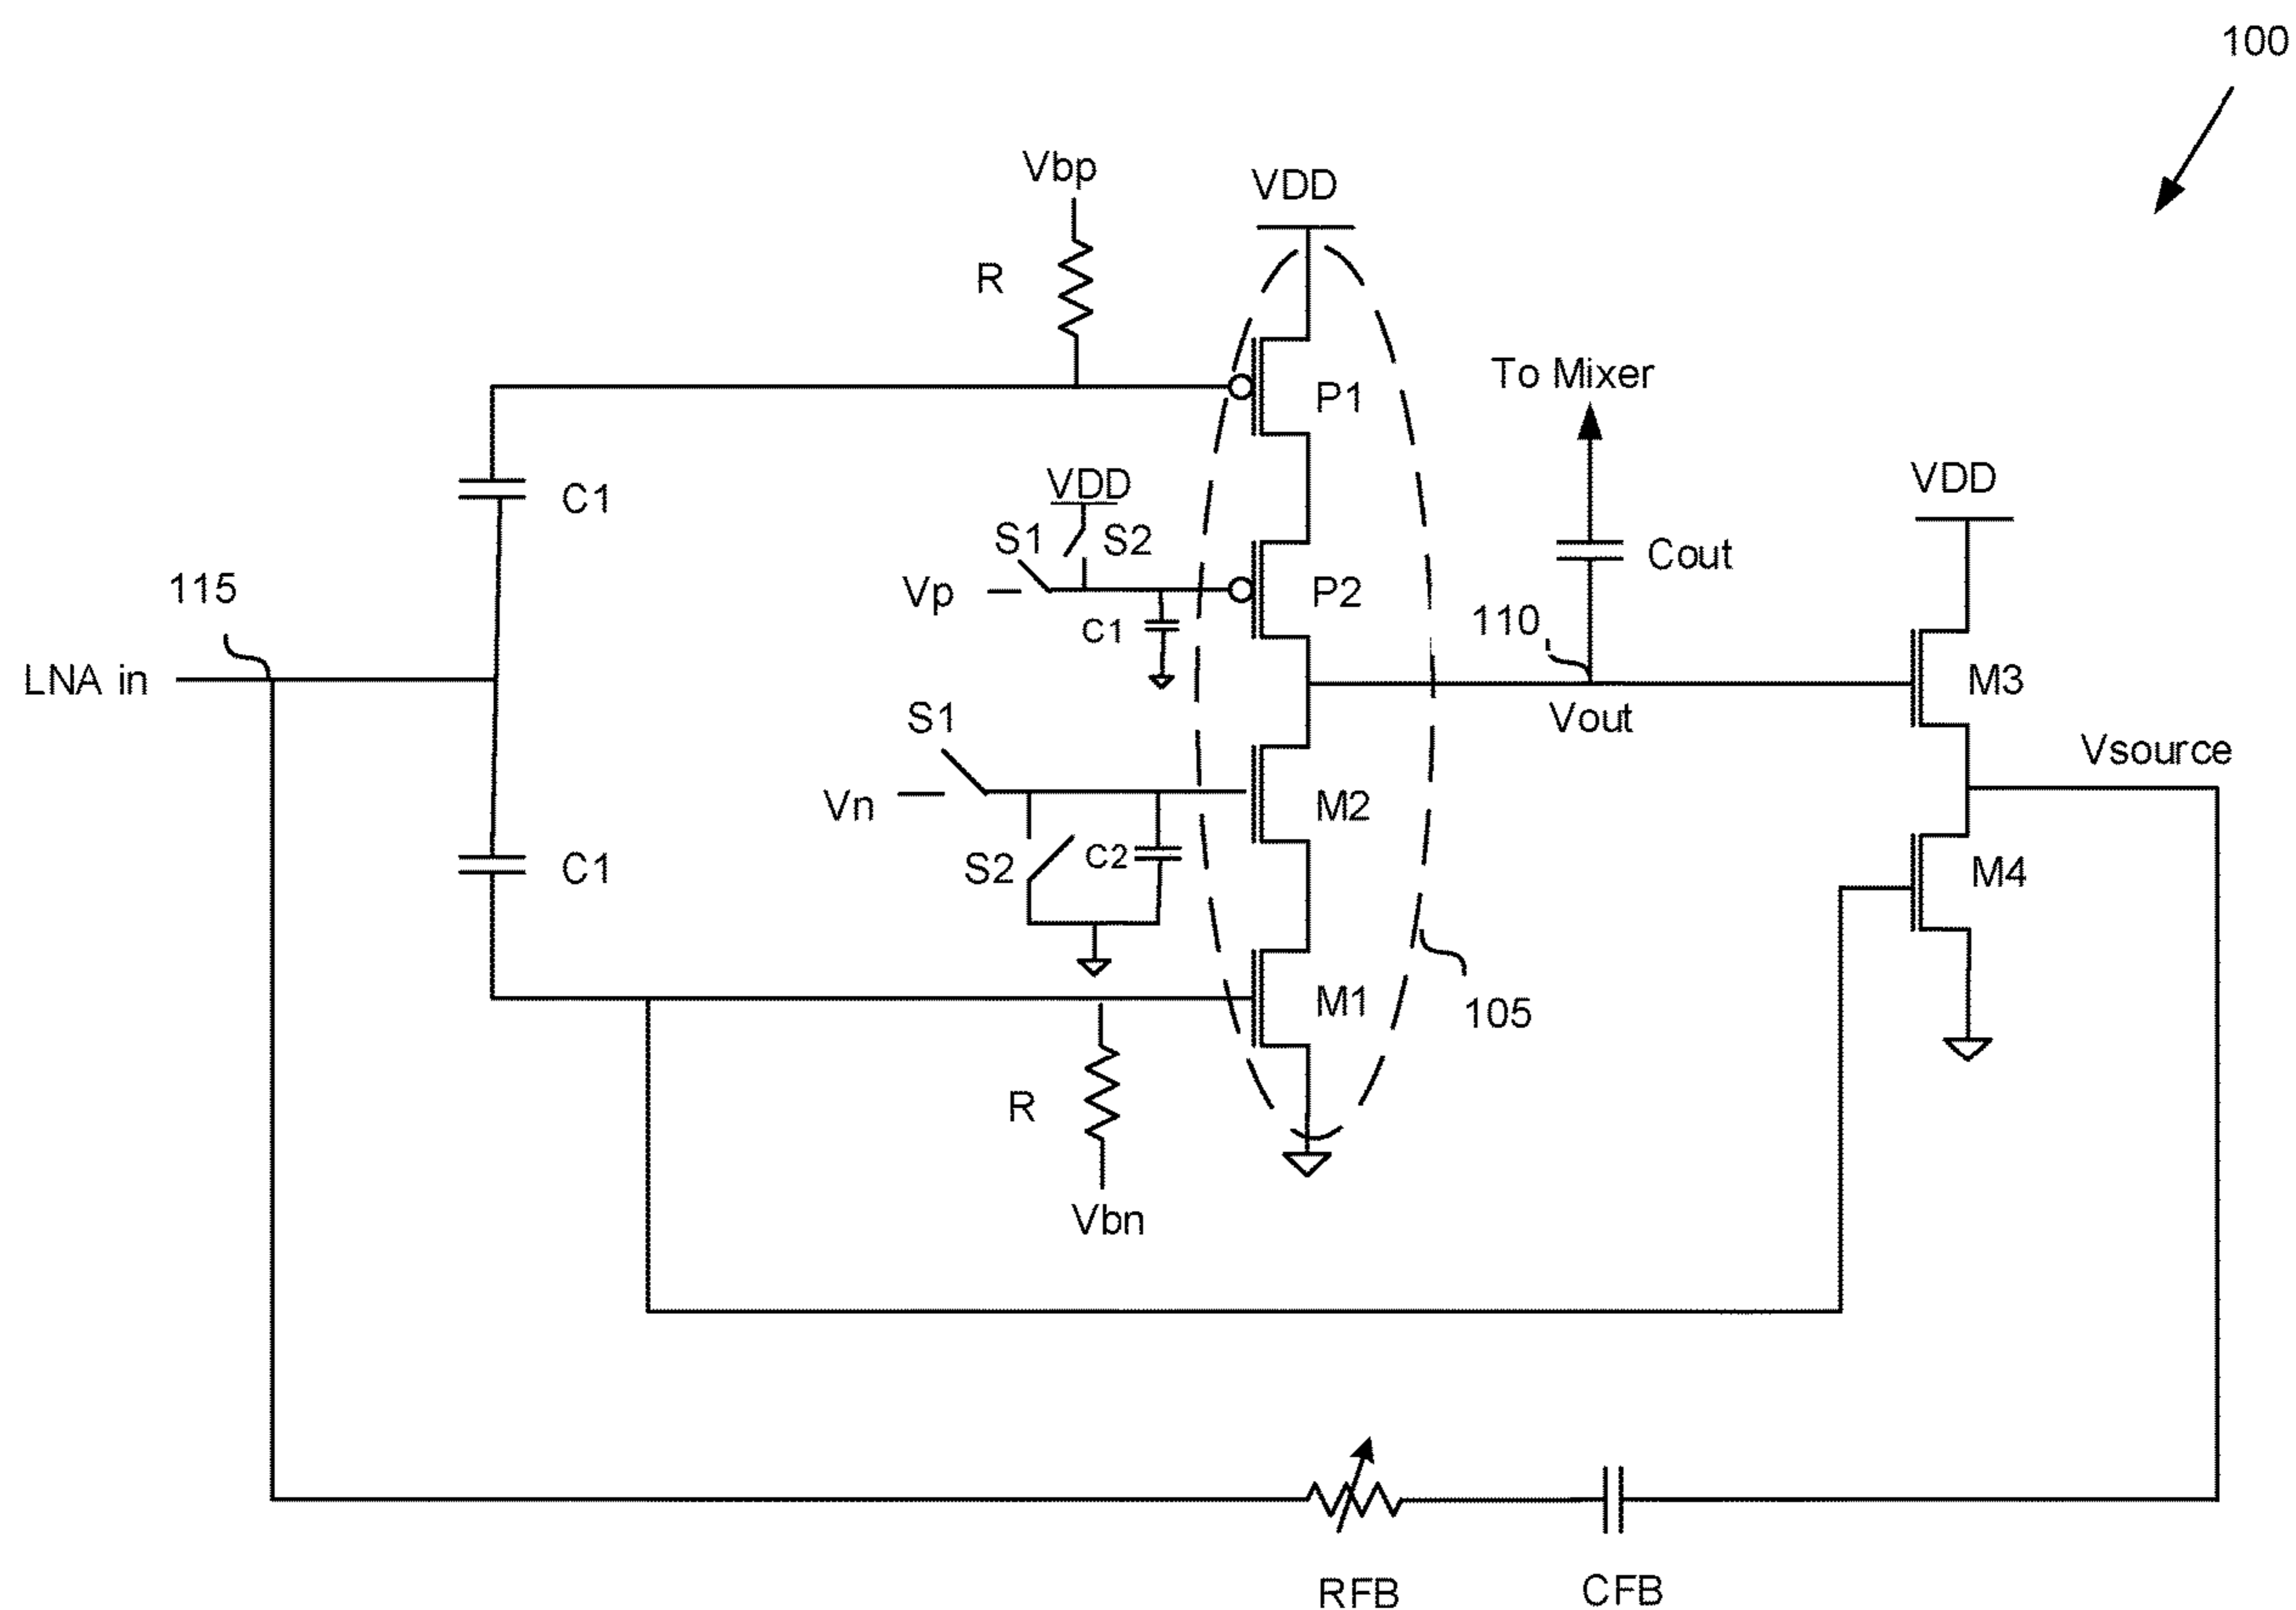 100
Vbp
VDD
R
P1
To Mixer
VDD
VDD
C1
S1
S2
Cout
115
Vp
P2
110
C1
LNA in
M3
S1
Vout
Vsource
Vn
M2
C1
S2
C2
M4
M1
105
R
Vbn
RFB
CFB